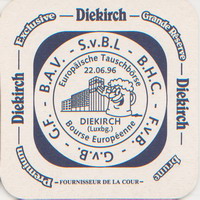 Diekirch
Grande Réserve
Diekirch
brune
- FOURNISSEUR DE LA COUR -
Premium
Diekirch
Exclusive
B.A.V. - S.v.B.L - B.H.C. - F.v.B. - G.v.B. - G.F. -
Europäische Tauschbörse
22.06.96
DIEKIRCH
(Luxbg.)
Bourse Européenne